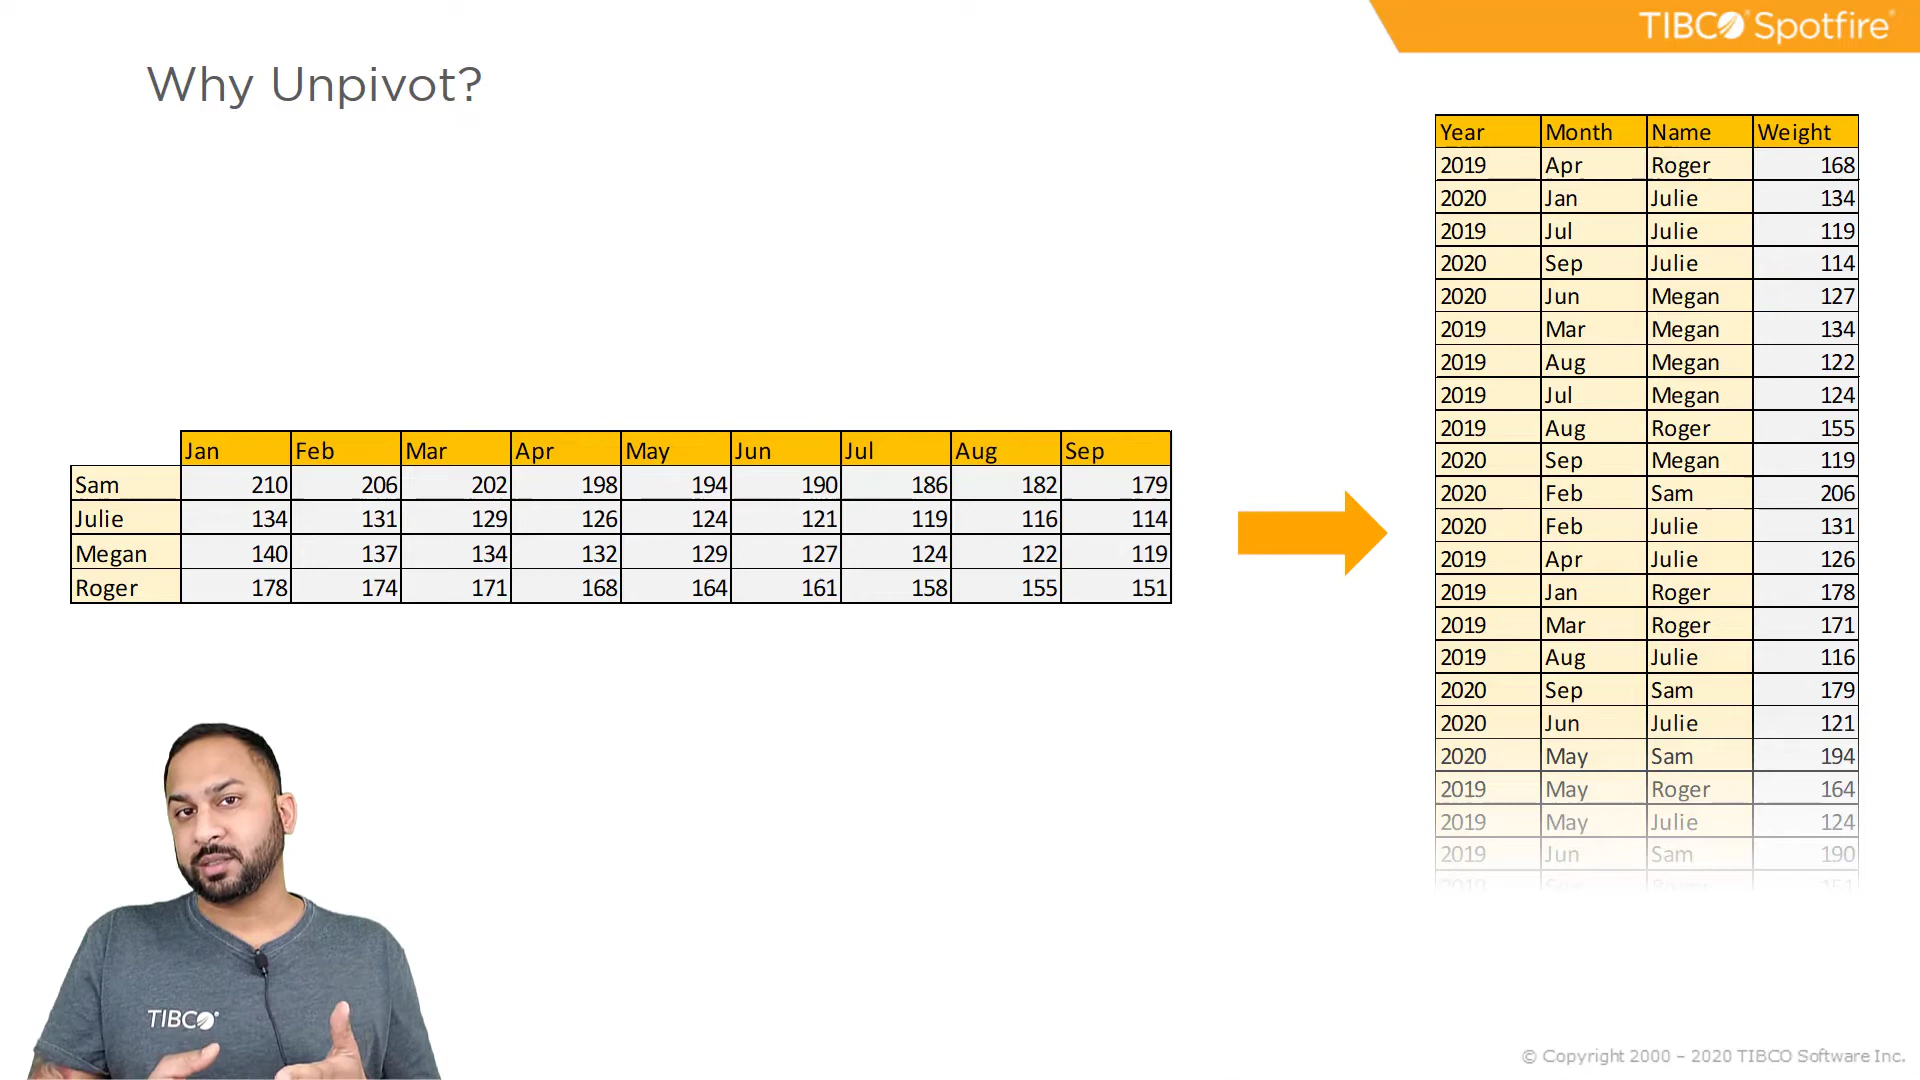 TIBCO Spotfire®
Why Unpivot?
Jan Feb Mar Apr May Jun Jul Aug Sep
Sam 210 206 202 198 194 190 186 182 179
Julie 134 131 129 126 124 121 119 116 114
Megan 140 137 134 132 129 127 124 122 119
Roger 178 174 171 168 164 161 158 155 151
Year Month Name Weight
2019 Apr Roger 168
2020 Jan Julie 134
2019 Jul Julie 119
2020 Sep Julie 114
2020 Jun Megan 127
2019 Mar Megan 134
2019 Aug Megan 122
2019 Jul Megan 124
2019 Aug Roger 155
2020 Sep Megan 119
2020 Feb Sam 206
2020 Feb Julie 131
2019 Apr Julie 126
2019 Jan Roger 178
2019 Mar Roger 171
2019 Aug Julie 116
2020 Sep Sam 179
2020 Jun Julie 121
2020 May Sam 194
2019 May Roger 164
2019 May Julie 124
2019 Jun Sam 190
TIBCO
© Copyright 2000 – 2020 TIBCO Software Inc.